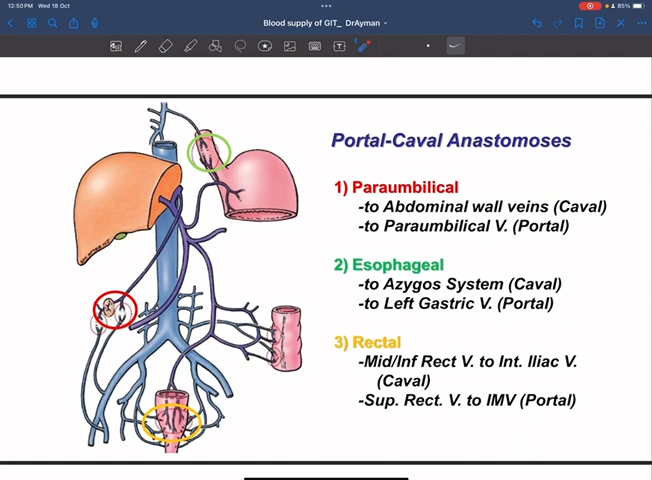 12:50 PM Wed 18 Oct
85%
Blood supply of GIT_ DrAyman
Portal-Caval Anastomoses
1) Paraumbilical
-to Abdominal wall veins (Caval)
-to Paraumbilical V. (Portal)
2) Esophageal
-to Azygos System (Caval)
-to Left Gastric V. (Portal)
3) Rectal
-Mid/Inf Rect V. to Int. Iliac V.
(Caval)
-Sup. Rect. V. to IMV (Portal)